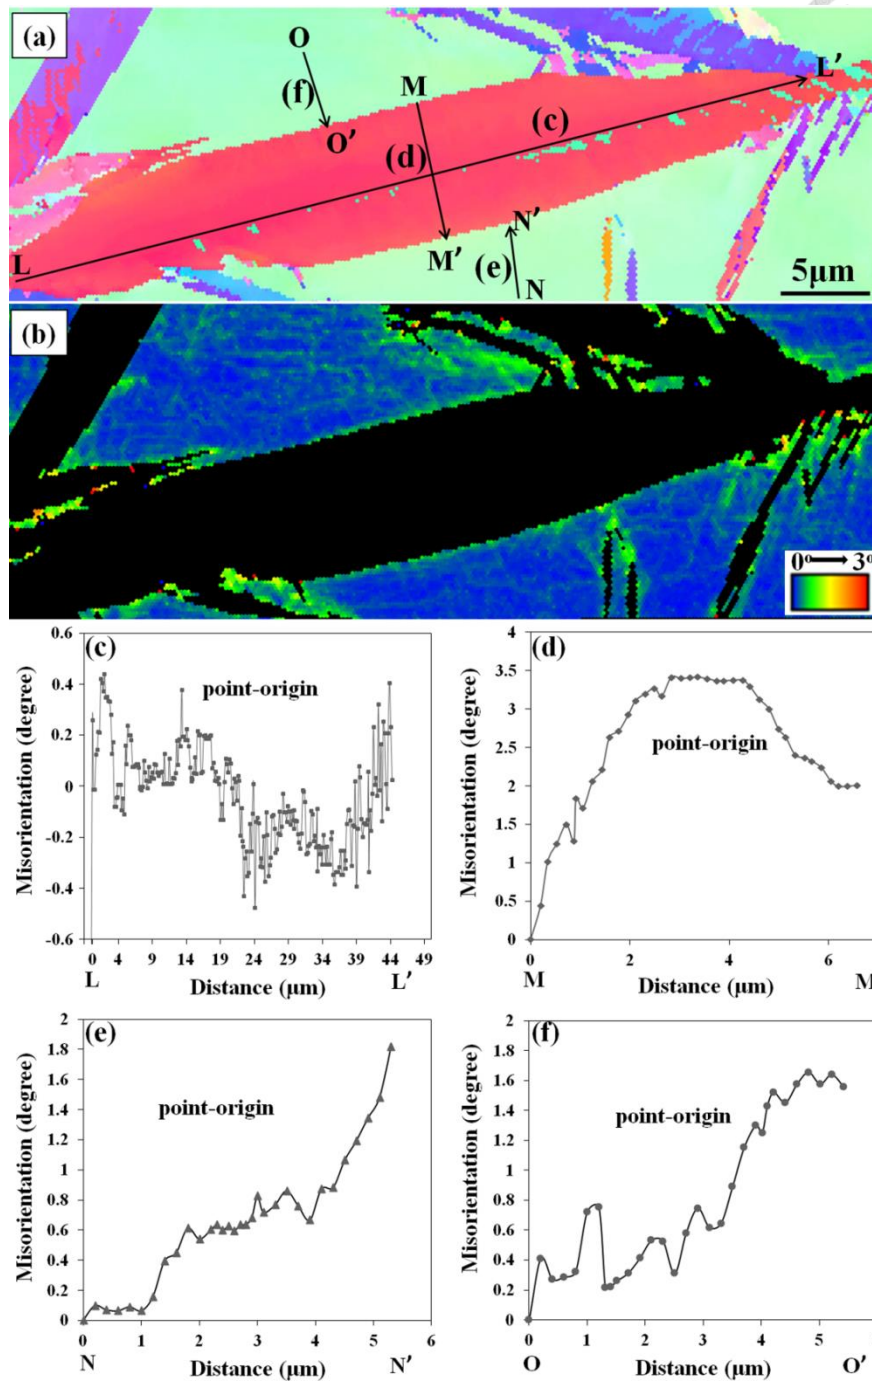 (a)
O
(f)
O'
M
(d)
(c)
L'
L
M'
N'
(e)
N
5μm
(b)
0° 3°
(c)
point-origin
Misorientation (degree)
0.6
0.4
0.2
0
-0.2
-0.4
-0.6
0 4 9 14 19 24 29 34 39 44 49
L Distance (μm) L'
(d)
point-origin
Misorientation (degree)
4
3.5
3
2.5
2
1.5
1
0.5
0
0 2 4 6
M Distance (μm) M
(e)
point-origin
Misorientation (degree)
2
1.8
1.6
1.4
1.2
1
0.8
0.6
0.4
0.2
0
0 1 2 3 4 5 6
N Distance (μm) N'
(f)
point-origin
Misorientation (degree)
2
1.8
1.6
1.4
1.2
1
0.8
0.6
0.4
0.2
0
0 1 2 3 4 5
O Distance (μm) O'